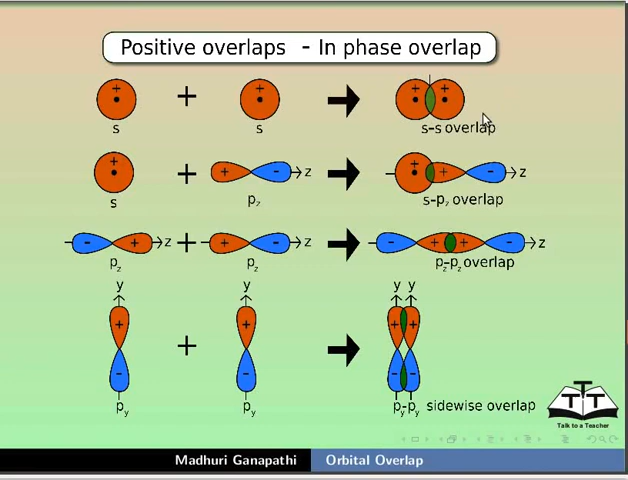 Positive overlaps - In phase overlap
+ + + + +
s s s-s overlap
+ + + - z + - z
s pz s-pz overlap
- + z + + - z - + + - z
pz pz pz-pz overlap
y y y y
+ + + + +
- - - -
py py py-py sidewise overlap
T T T
Talk to a Teacher
Madhuri Ganapathi Orbital Overlap